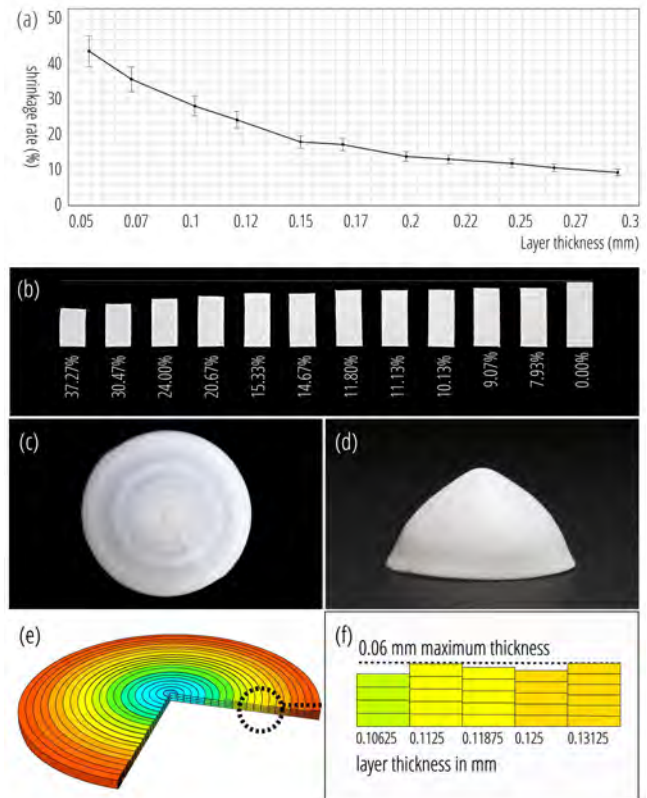 (a)
50
40
30
20
10
0
shrinkage rate (%)
0.05 0.07 0.1 0.12 0.15 0.17 0.2 0.22 0.25 0.27 0.3
Layer thickness (mm)
(b)
37.27% 30.47% 24.00% 20.67% 15.33% 14.67% 11.80% 11.13% 10.13% 9.07% 7.93% 0.00%
(c)
(d)
(e)
(f)
0.06 mm maximum thickness
0.10625 0.1125 0.11875 0.125 0.13125
layer thickness in mm